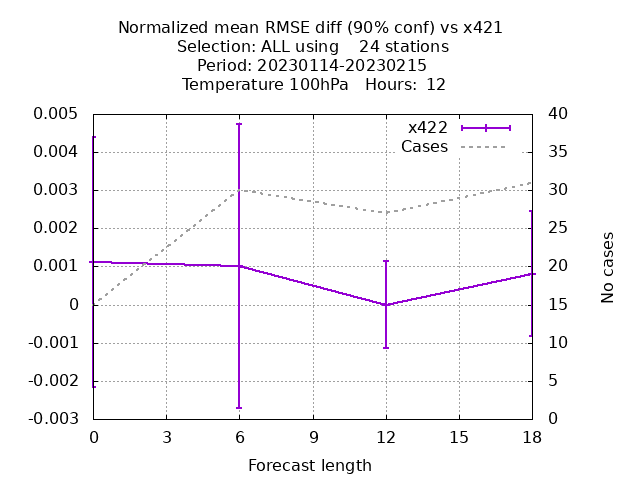 Normalized mean RMSE diff (90% conf) vs x421
Selection: ALL using    24 stations
Period: 20230114-20230215
Temperature 100hPa   Hours:  12
x422
Cases
0.005
0.004
0.003
0.002
0.001
0
-0.001
-0.002
-0.003
40
35
30
25
20
15
10
5
0
No cases
0 3 6 9 12 15 18
Forecast length